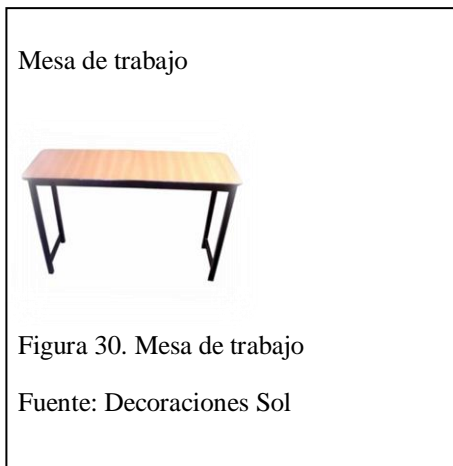 Mesa de trabajo
Figura 30. Mesa de trabajo
Fuente: Decoraciones Sol